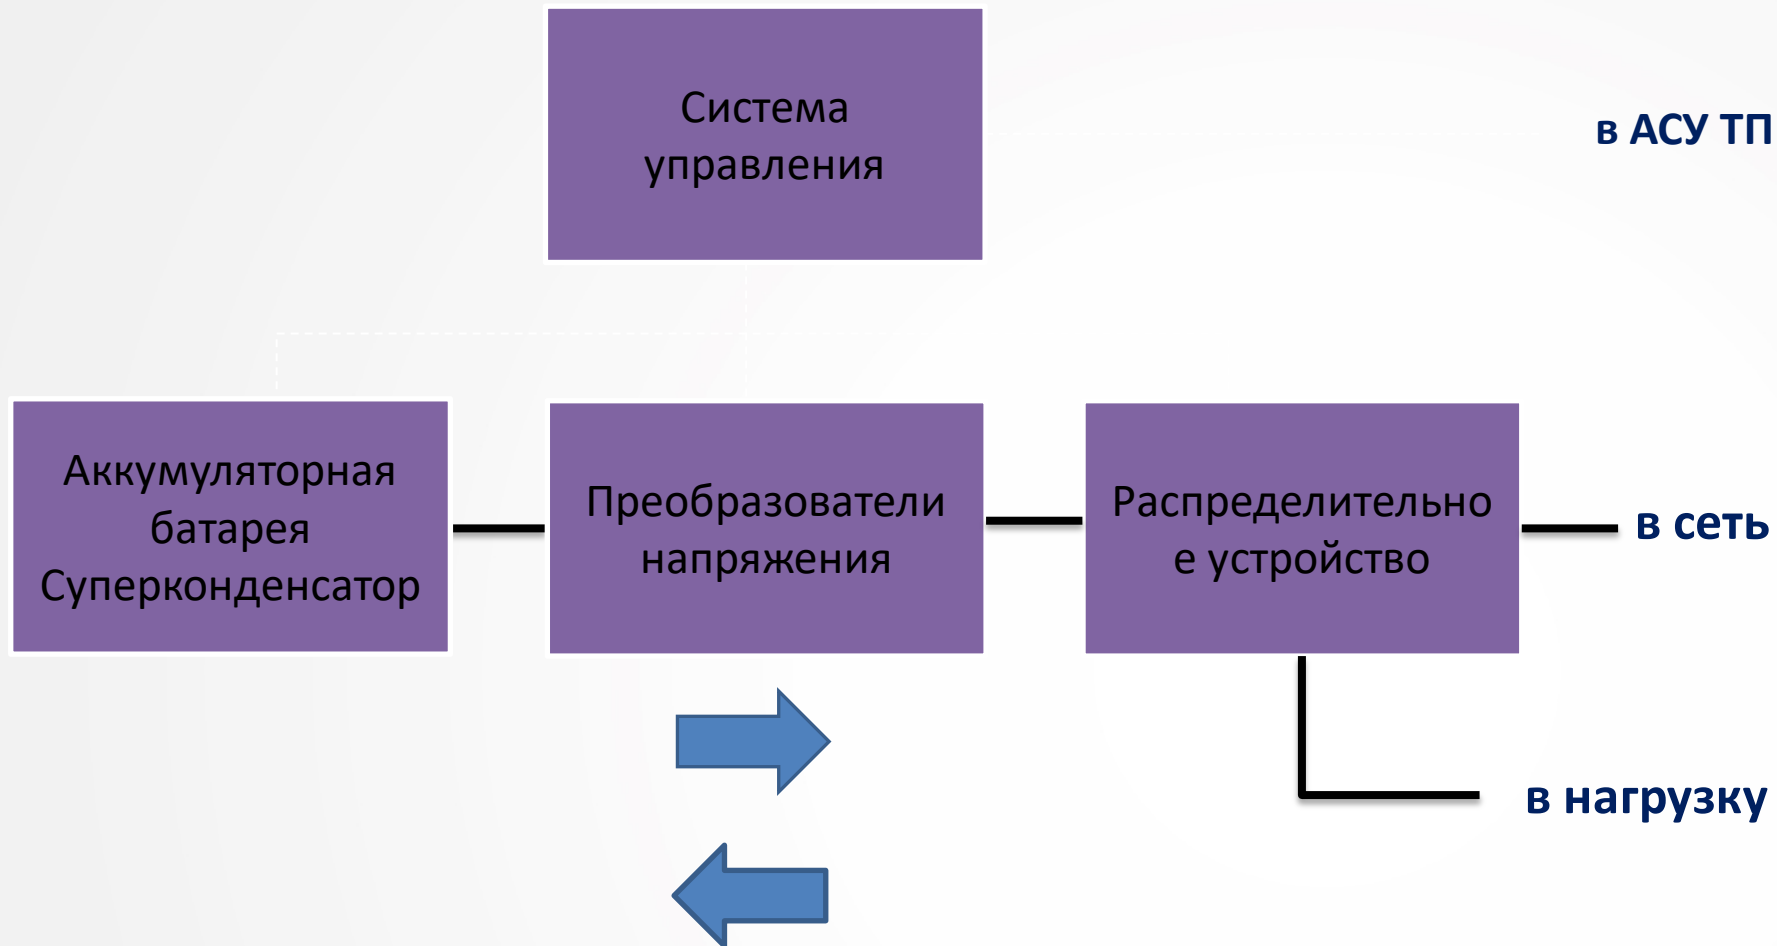 Система
управления
в АСУ ТП
Аккумуляторная
батарея
Суперконденсатор
Преобразователи
напряжения
Распределительно
е устройство
в сеть
в нагрузку